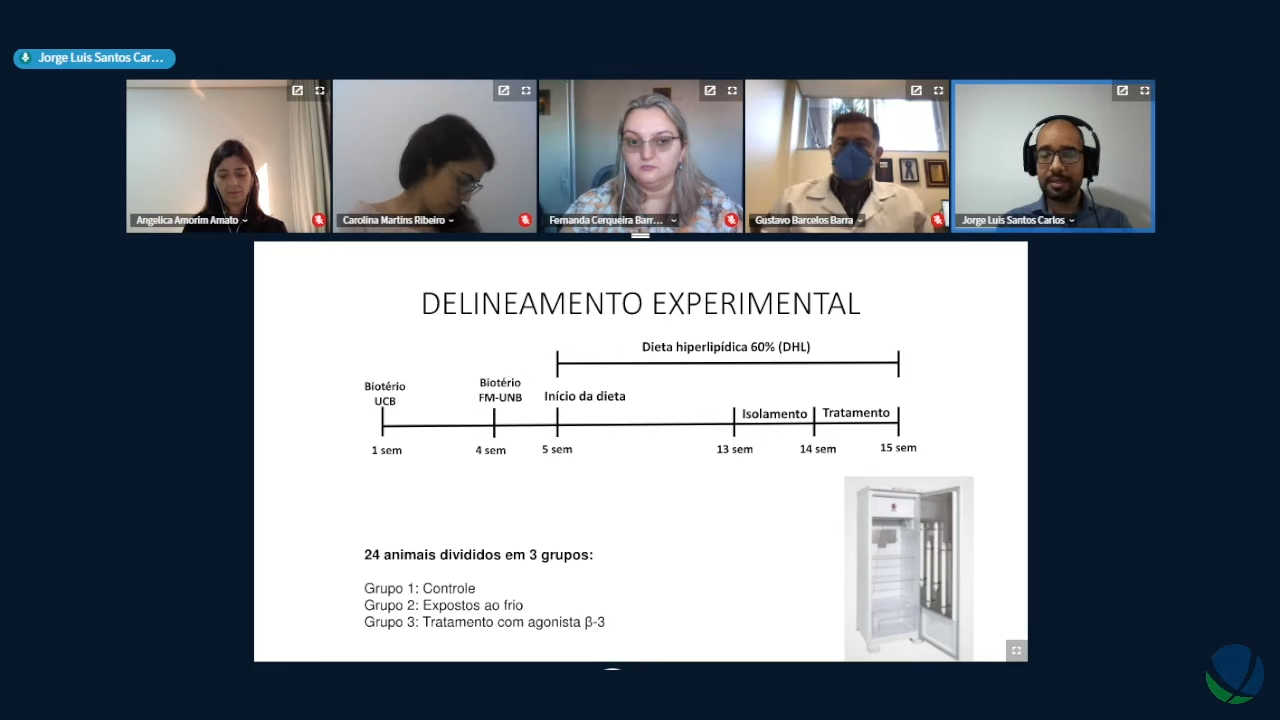 Jorge Luis Santos Car...
Angelica Amorim Amato
Carolina Martins Ribeiro
Fernanda Cerqueira Barr...
Gustavo Barcelos Barra
Jorge Luis Santos Carlos
DELINEAMENTO EXPERIMENTAL
Dieta hiperlipídica 60% (DHL)
Biotério
UCB
Biotério
FM-UNB
Início da dieta
Isolamento
Tratamento
1 sem
4 sem
5 sem
13 sem
14 sem
15 sem
24 animais divididos em 3 grupos:
Grupo 1: Controle
Grupo 2: Expostos ao frio
Grupo 3: Tratamento com agonista β-3